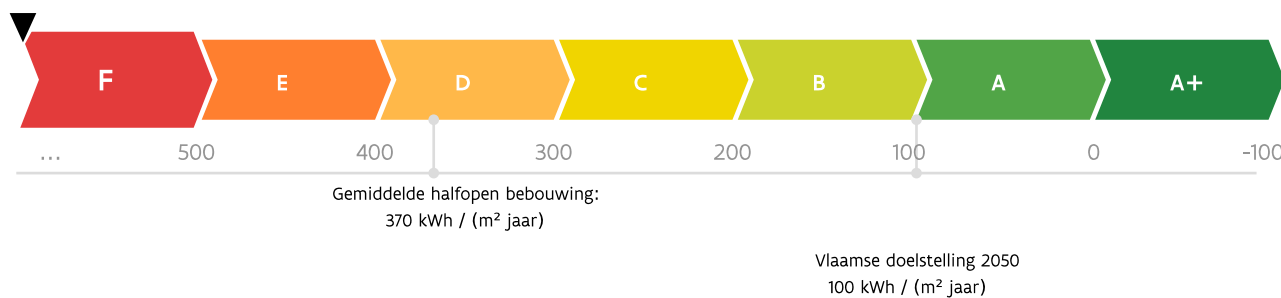 F E D C B A A+
... 500 400 300 200 100 0 -100
Gemiddelde halfopen bebouwing:
370 kWh / (m² jaar)
Vlaamse doelstelling 2050
100 kWh / (m² jaar)